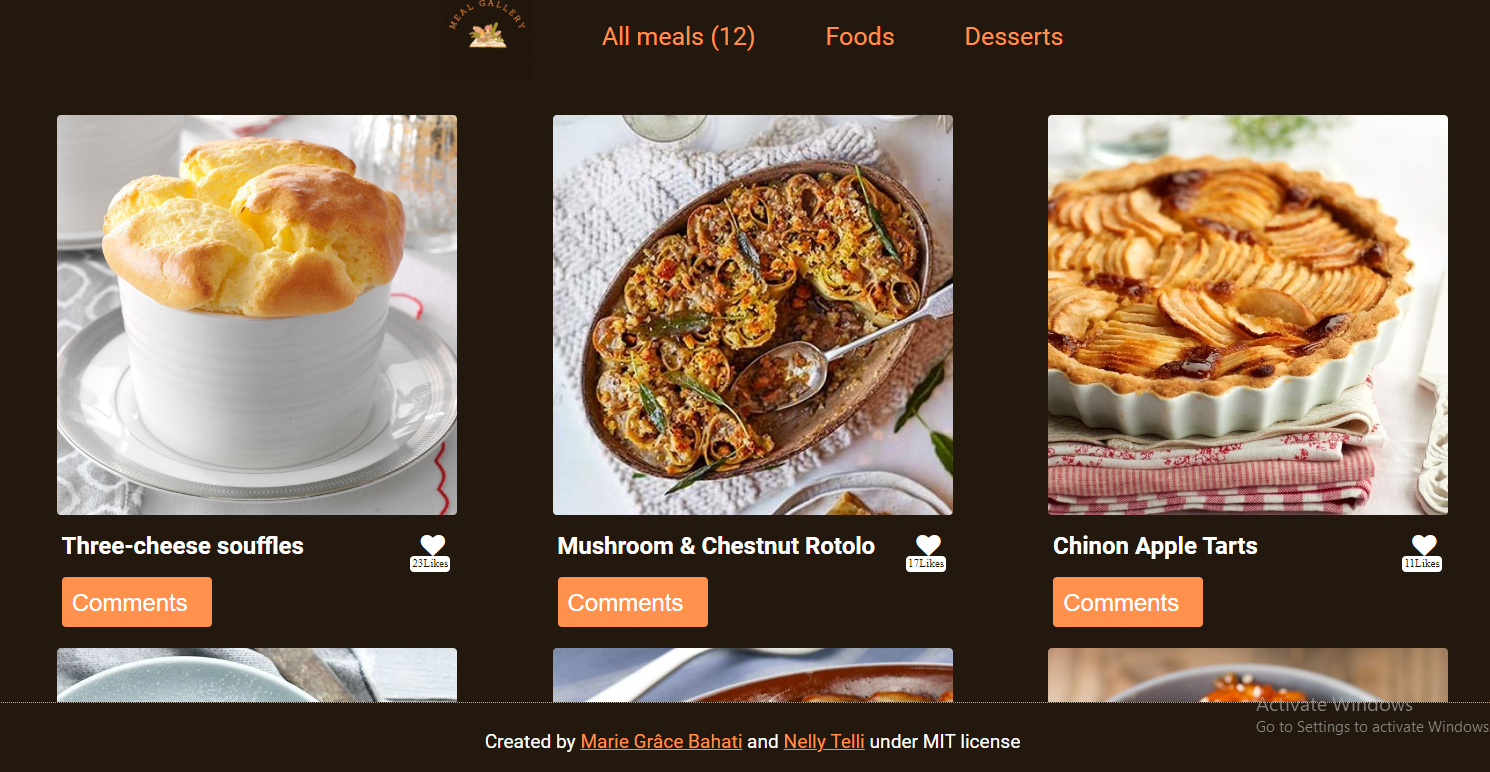 MEAL GALLERY
All meals (12) Foods Desserts
Three-cheese souffles
23Likes
Mushroom & Chestnut Rotolo
17Likes
Chinon Apple Tarts
11Likes
Comments
Comments
Comments
Activate Windows
Go to Settings to activate Windows
Created by Marie Grâce Bahati and Nelly Telli under MIT license